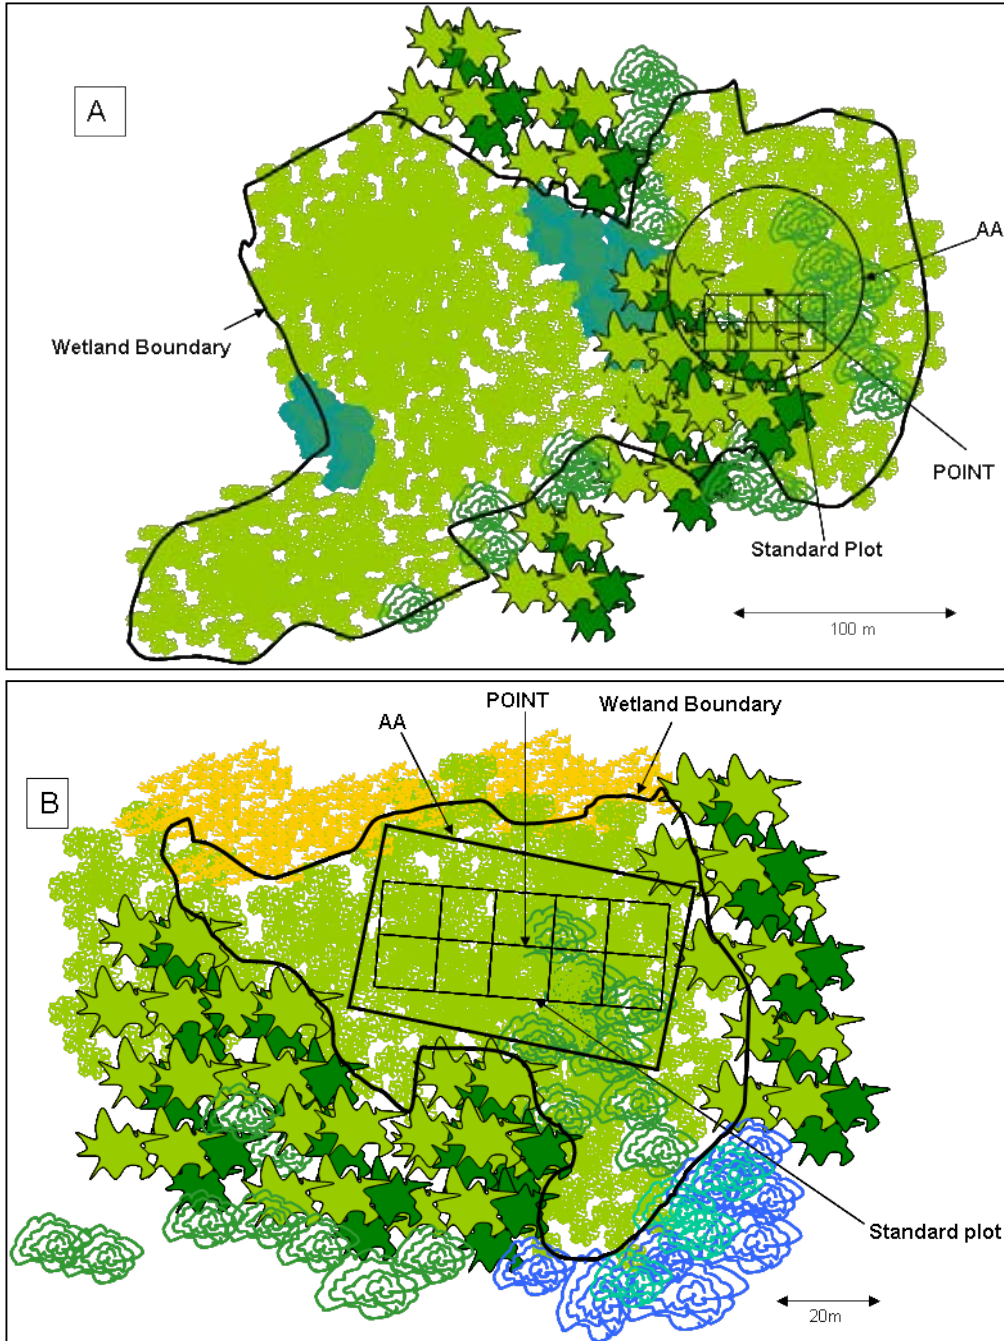 A
AA
Wetland Boundary
POINT
Standard Plot
100 m
POINT
Wetland Boundary
AA
B
Standard plot
20m